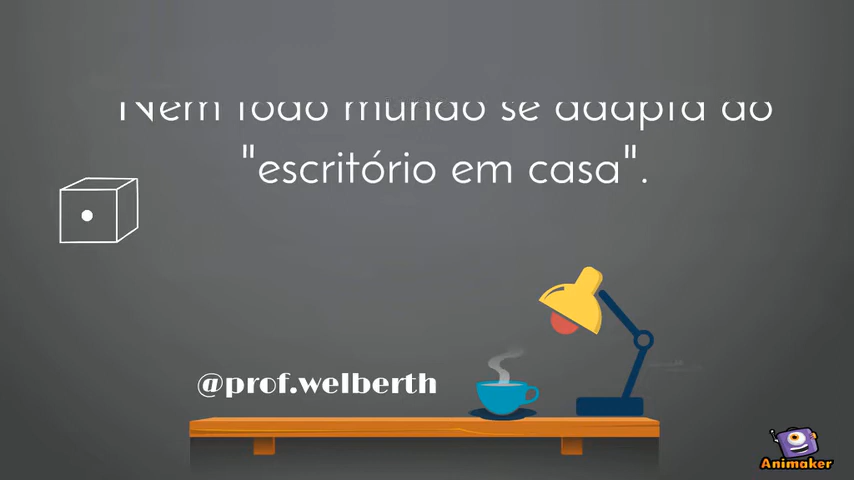 Nem todo mundo se adapta ao
"escritório em casa".
@prof.welberth
Animaker